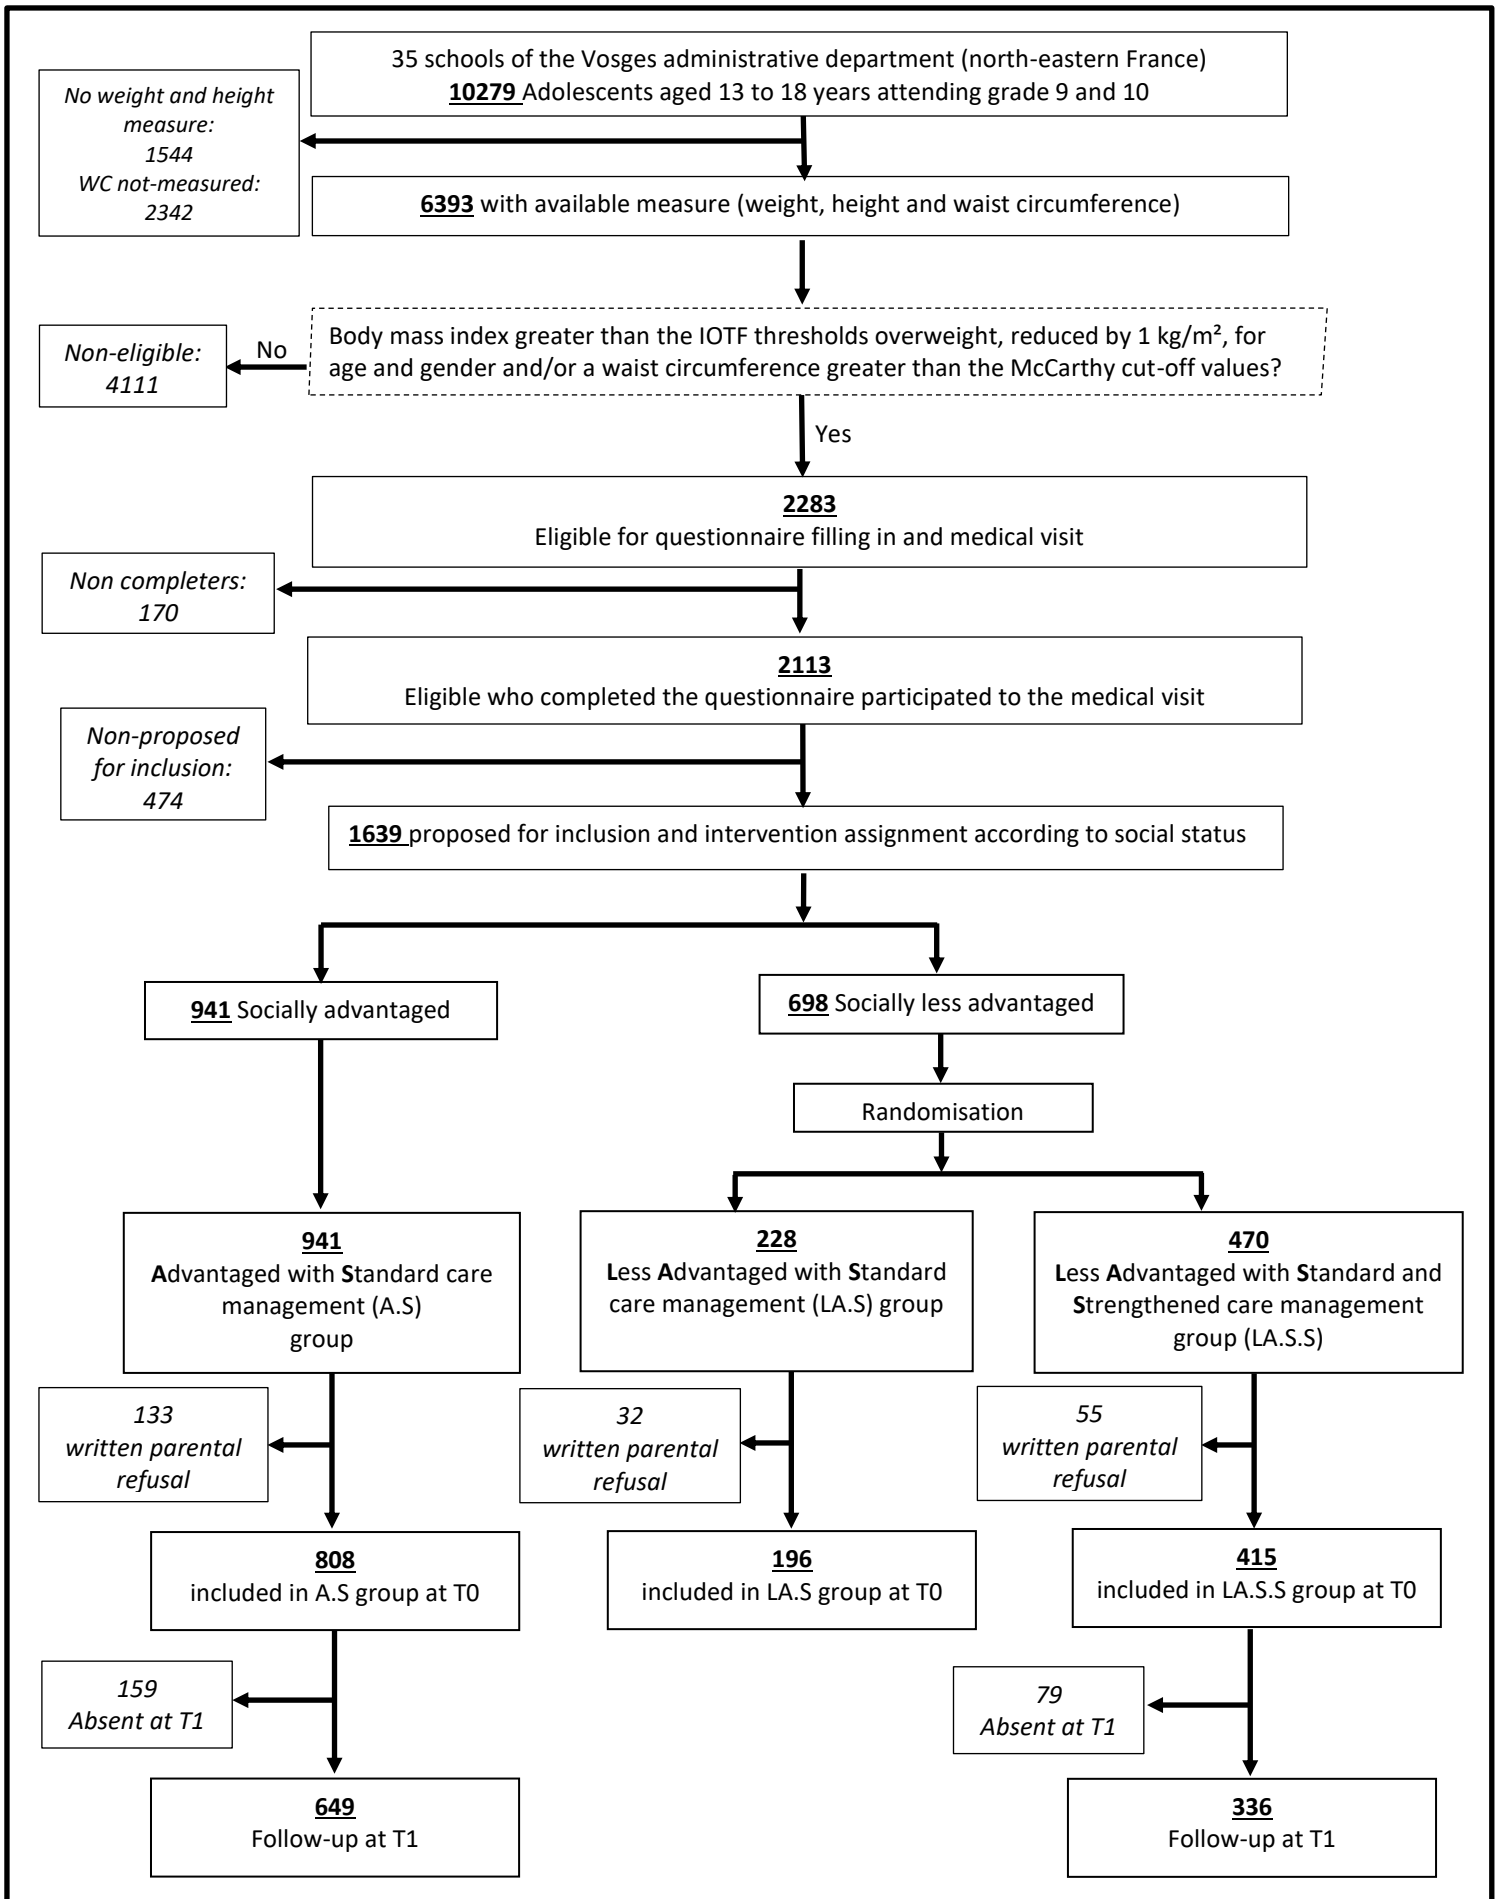 35 schools of the Vosges administrative department (north-eastern France)
10279 Adolescents aged 13 to 18 years attending grade 9 and 10
No weight and height
measure:
1544
WC not-measured:
2342
6393 with available measure (weight, height and waist circumference)
Body mass index greater than the IOTF thresholds overweight, reduced by 1 kg/m², for
age and gender and/or a waist circumference greater than the McCarthy cut-off values?
No
Non-eligible:
4111
Yes
2283
Eligible for questionnaire filling in and medical visit
Non completers:
170
2113
Eligible who completed the questionnaire participated to the medical visit
Non-proposed
for inclusion:
474
1639 proposed for inclusion and intervention assignment according to social status
941 Socially advantaged
698 Socially less advantaged
Randomisation
941
Advantaged with Standard care
management (A.S)
group
228
Less Advantaged with Standard
care management (LA.S) group
470
Less Advantaged with Standard and
Strengthened care management
group (LA.S.S)
133
written parental
refusal
32
written parental
refusal
55
written parental
refusal
808
included in A.S group at T0
196
included in LA.S group at T0
415
included in LA.S.S group at T0
159
Absent at T1
79
Absent at T1
649
Follow-up at T1
336
Follow-up at T1